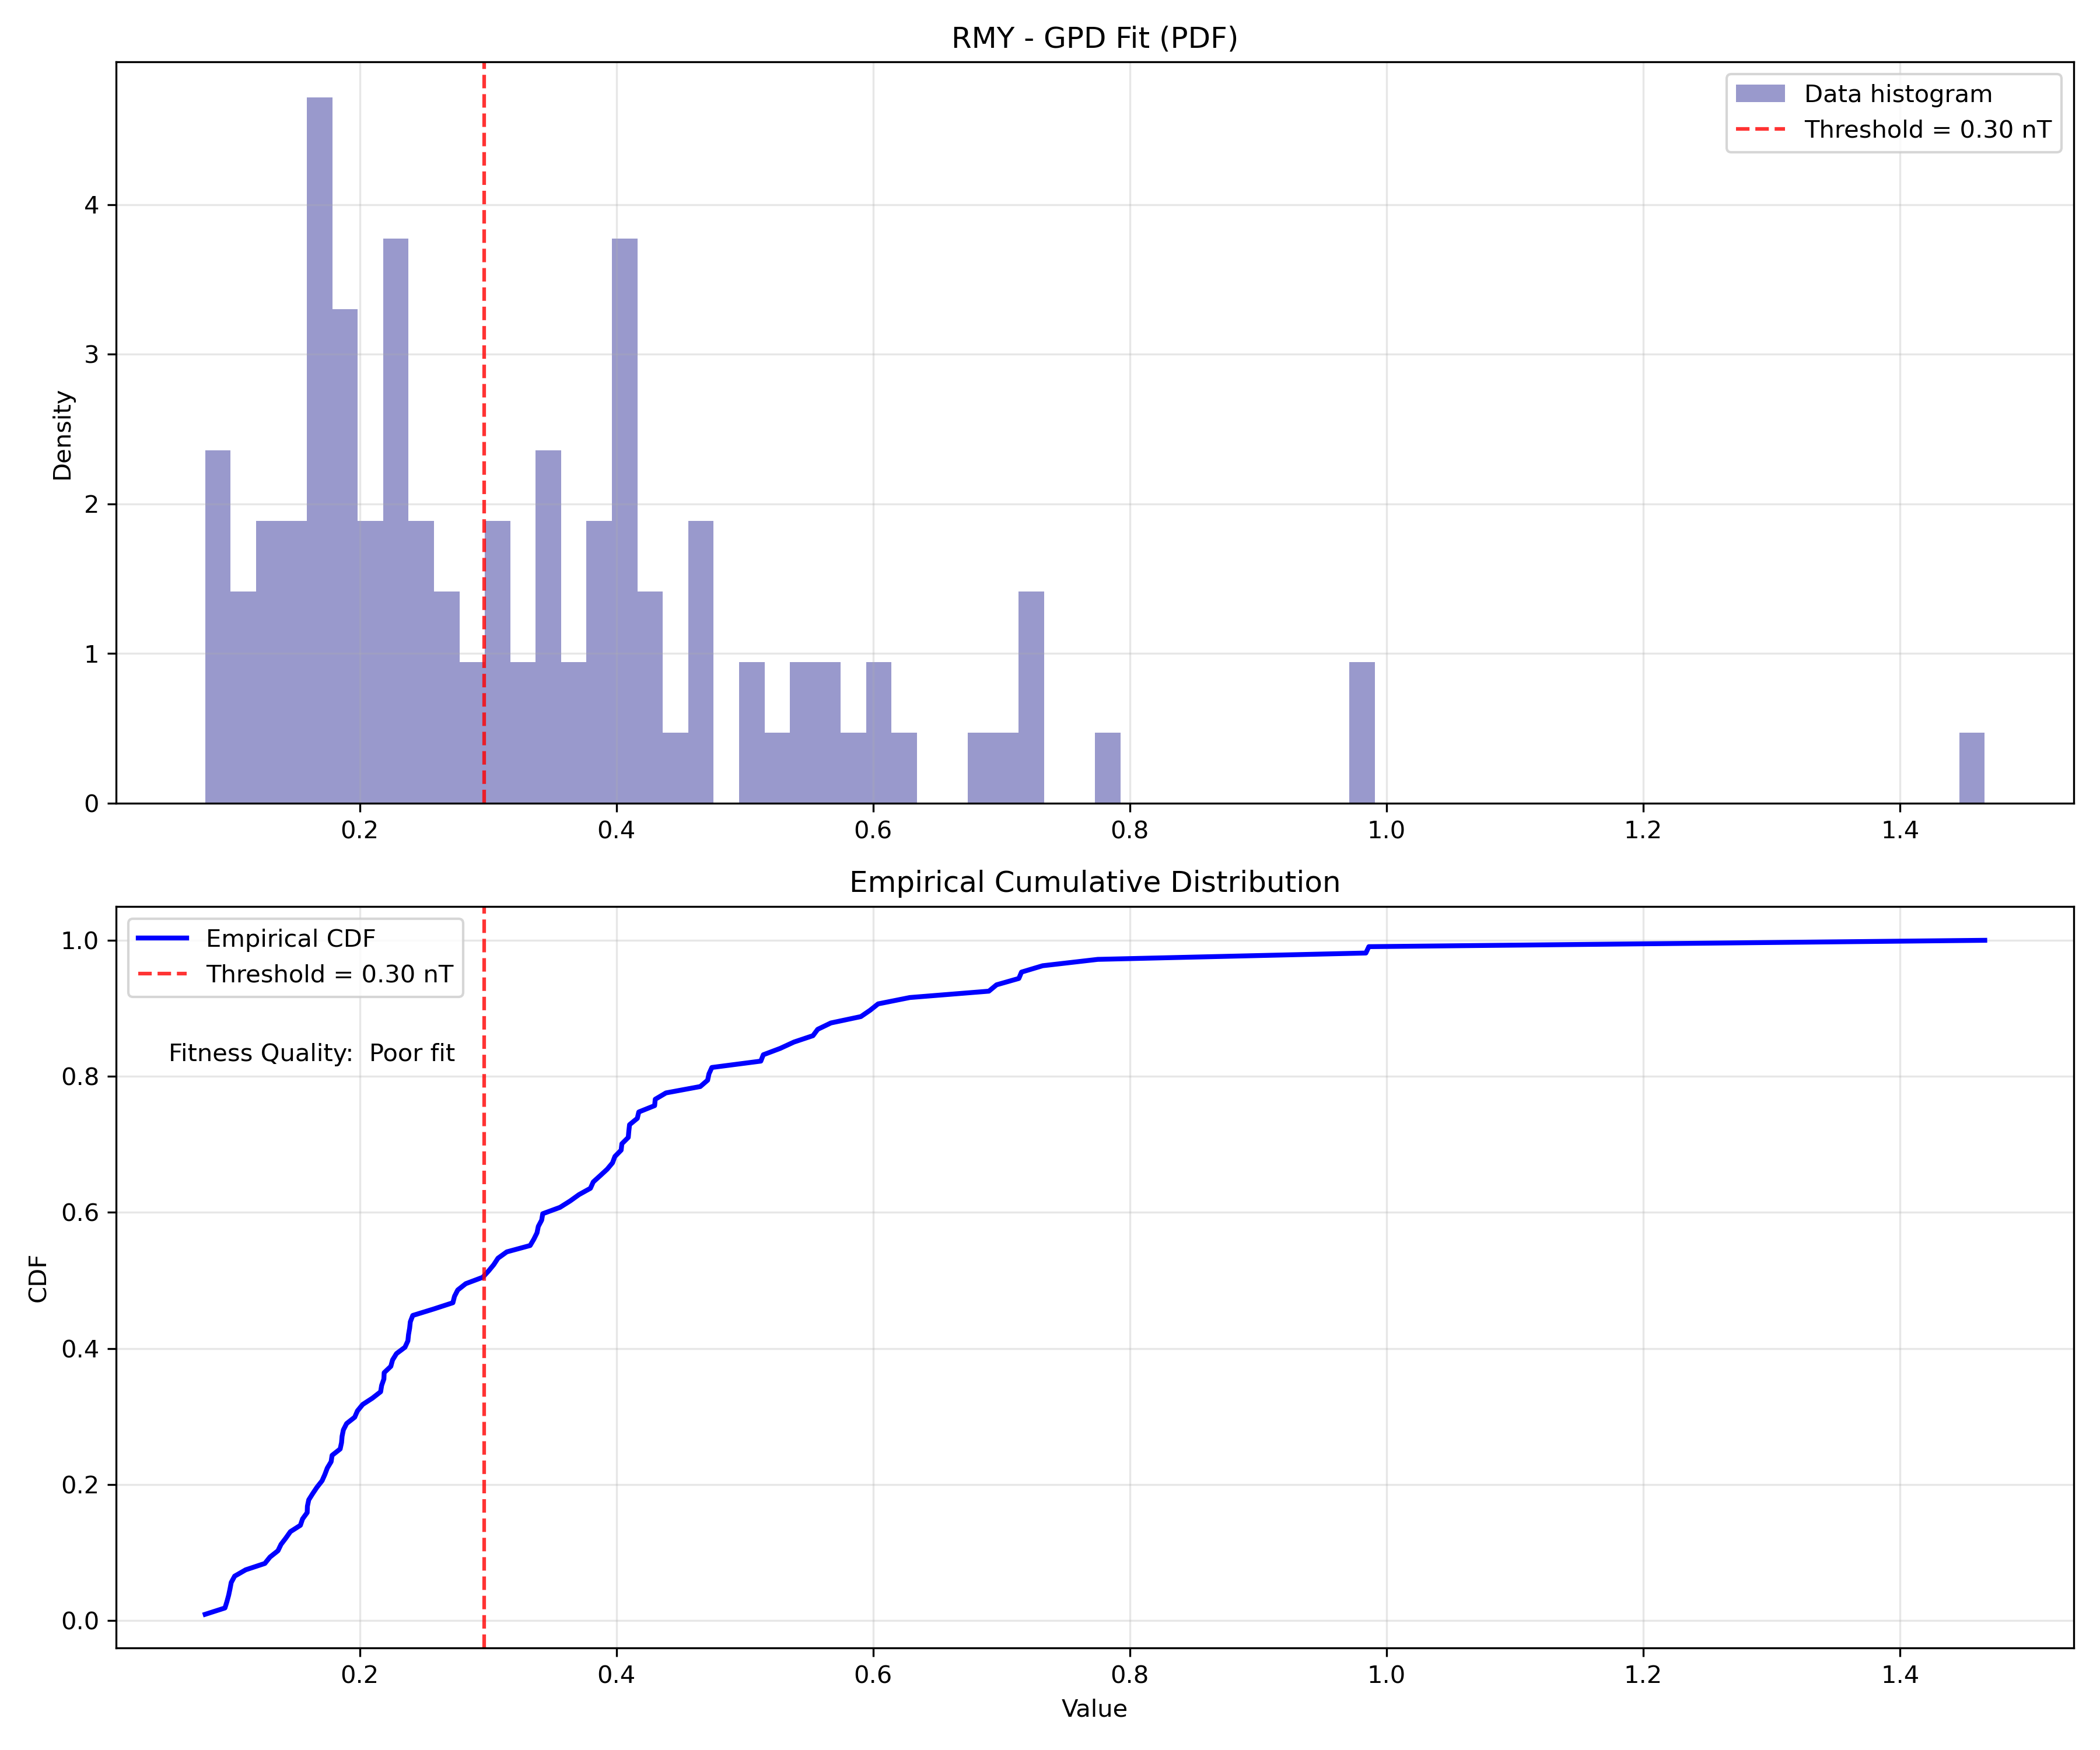 RMY - GPD Fit (PDF)
Data histogram
Threshold = 0.30 nT
Density
4
3
2
1
0
0.2 0.4 0.6 0.8 1.0 1.2 1.4
Empirical Cumulative Distribution
Empirical CDF
Threshold = 0.30 nT
Fitness Quality:  Poor fit
CDF
1.0
0.8
0.6
0.4
0.2
0.0
0.2 0.4 0.6 0.8 1.0 1.2 1.4
Value